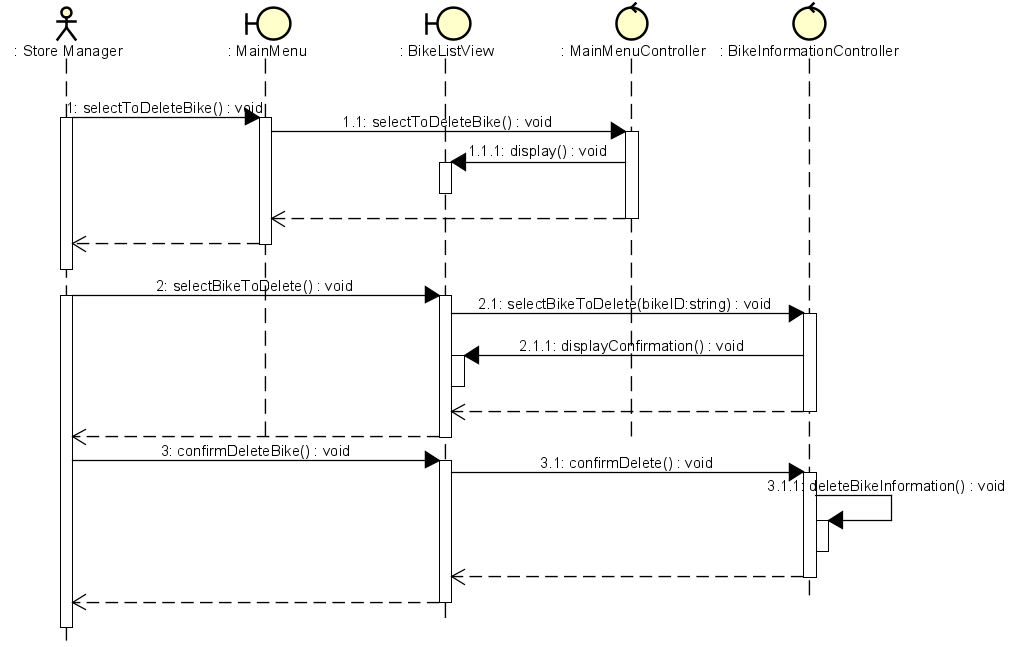 : Store Manager
: MainMenu
: BikeListView
: MainMenuController
: BikeInformationController
1: selectToDeleteBike() : void
1.1: selectToDeleteBike() : void
1.1.1: display() : void
2: selectBikeToDelete() : void
2.1: selectBikeToDelete(bikeID:string) : void
2.1.1: displayConfirmation() : void
3: confirmDeleteBike() : void
3.1: confirmDelete() : void
3.1.1: deleteBikeInformation() : void